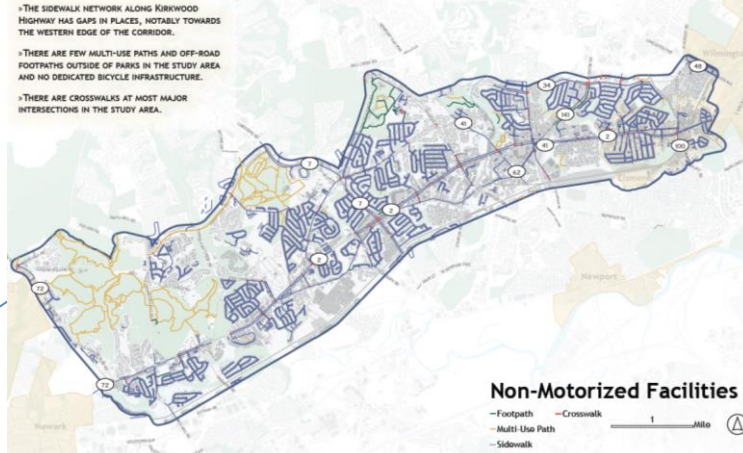 »THE SIDEWALK NETWORK ALONG KIRKWOOD
HIGHWAY HAS GAPS IN PLACES, NOTABLY TOWARDS
THE WESTERN EDGE OF THE CORRIDOR.
»THERE ARE FEW MULTI-USE PATHS AND OFF-ROAD
FOOTPATHS OUTSIDE OF PARKS IN THE STUDY AREA
AND NO DEDICATED BICYCLE INFRASTRUCTURE.
»THERE ARE CROSSWALKS AT MOST MAJOR
INTERSECTIONS IN THE STUDY AREA.
Wilmington
48
34
141
41
2
41
100
Elsmere
62
7
7
2
2
72
72
Newport
Newark
Non-Motorized Facilities
Footpath Crosswalk
Multi-Use Path
Sidewalk
1 Mile